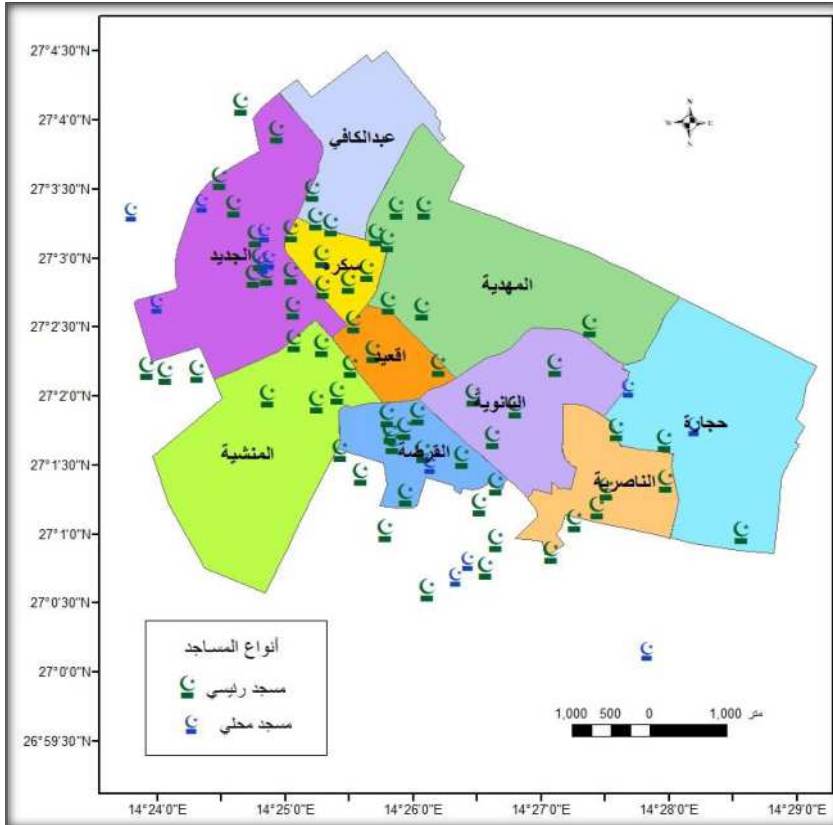 27°4'30"N
27°4'0"N
27°3'30"N
27°3'0"N
27°2'30"N
27°2'0"N
27°1'30"N
27°1'0"N
27°0'30"N
27°0'0"N
26°59'30"N
N
W E
S
عبدالكافي
الجديد
سكره
المهدية
اقعيد
الثانوية
حجارة
المنشية
القرضة
الناصرية
أنواع المساجد
مسجد رئيسي
مسجد محلي
1,000 500 0 1,000 متر
14°24'0"E 14°25'0"E 14°26'0"E 14°27'0"E 14°28'0"E 14°29'0"E